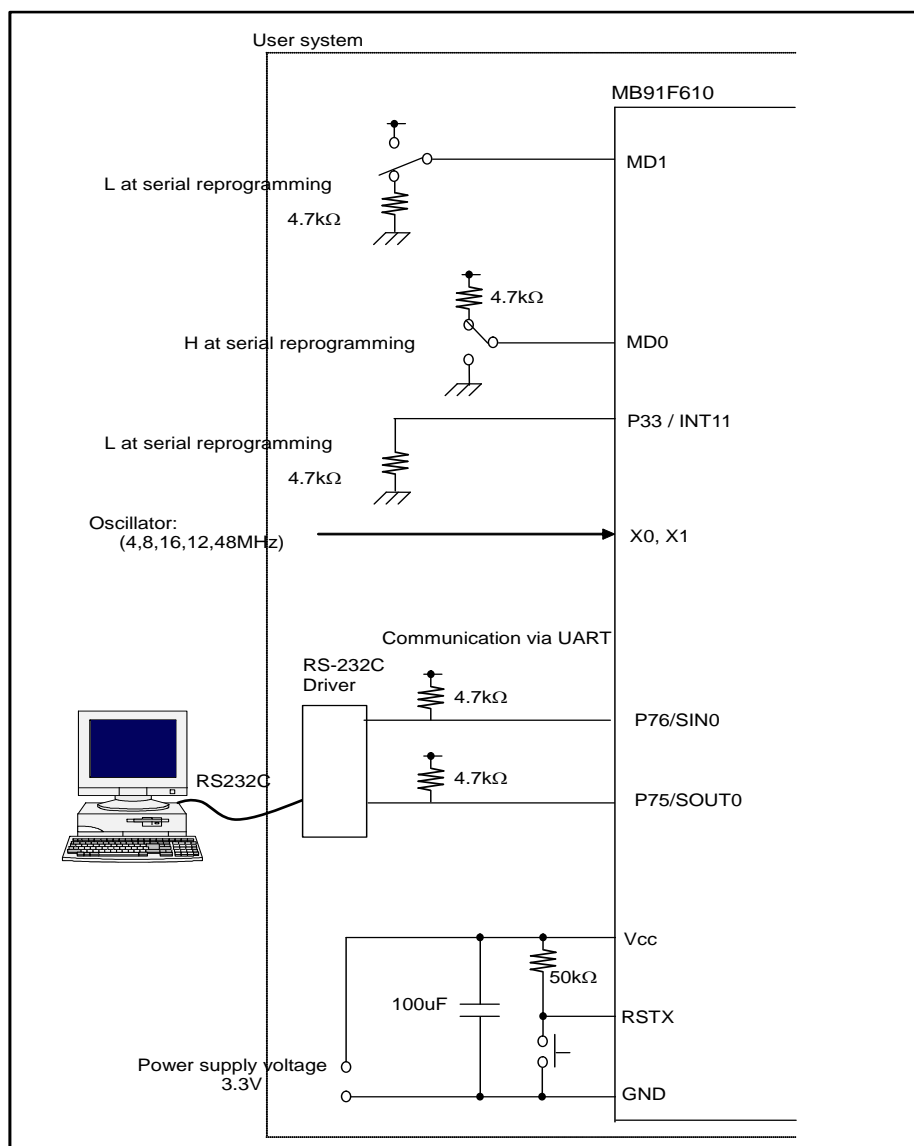 User system
MB91F610
MD1
L at serial reprogramming
4.7kΩ
4.7kΩ
H at serial reprogramming
MD0
P33 / INT11
L at serial reprogramming
4.7kΩ
Oscillator:
(4,8,16,12,48MHz)
X0, X1
Communication via UART
RS-232C
Driver
4.7kΩ
P76/SIN0
RS232C
4.7kΩ
P75/SOUT0
Vcc
50kΩ
100uF
RSTX
Power supply voltage
3.3V
GND